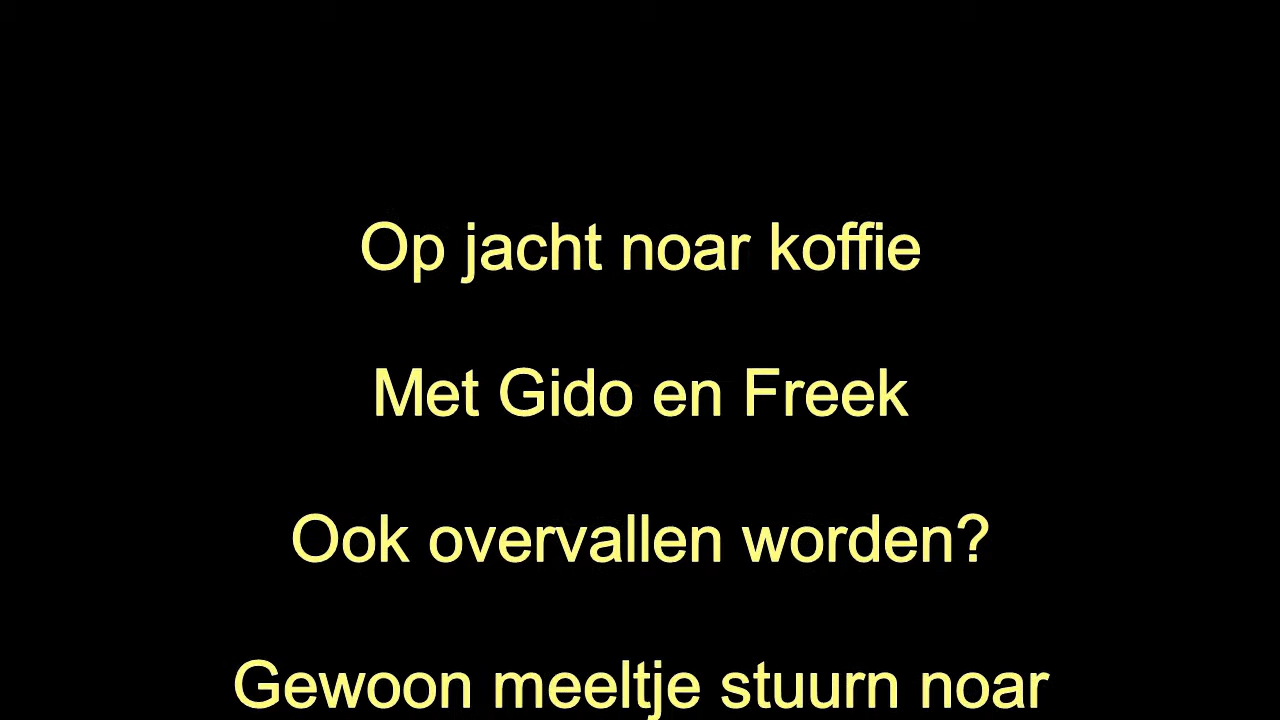 Op jacht noar koffie
Met Gido en Freek
Ook overvallen worden?
Gewoon meeltje stuurn noar